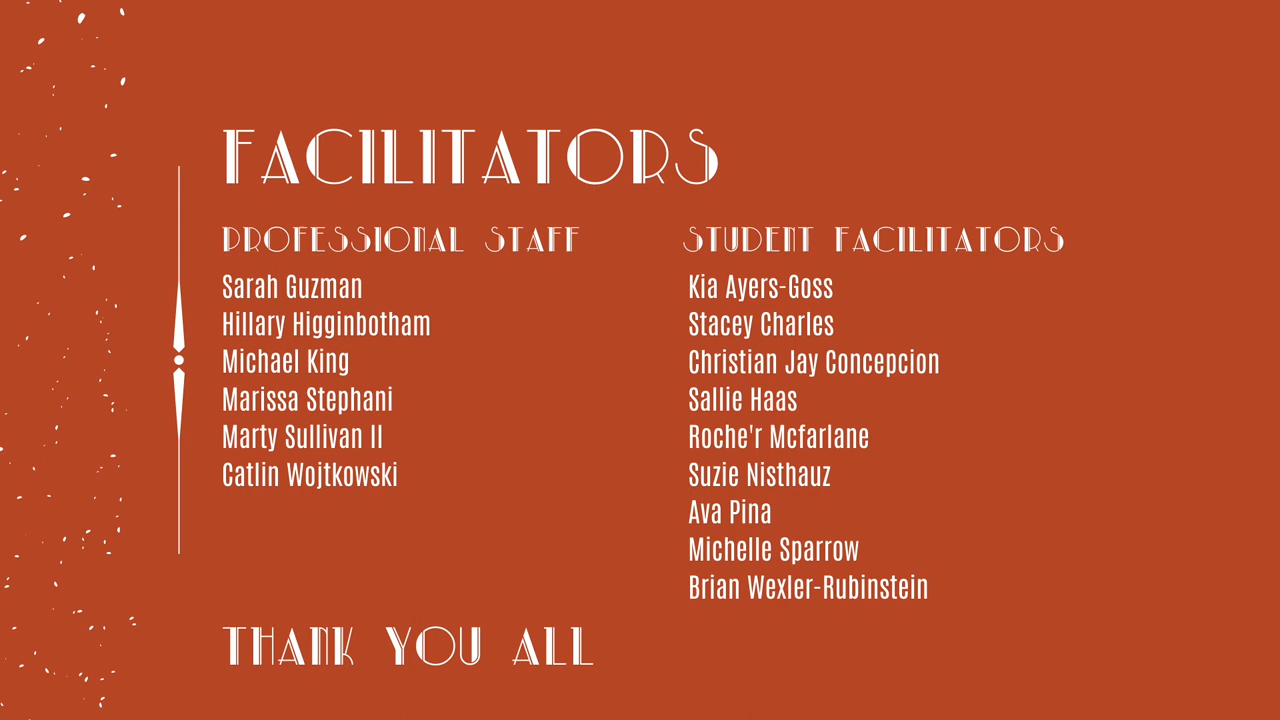 FACILITATORS
PROFESSIONAL STAFF
Sarah Guzman
Hillary Higginbotham
Michael King
Marissa Stephani
Marty Sullivan II
Catlin Wojtkowski
STUDENT FACILITATORS
Kia Ayers-Goss
Stacey Charles
Christian Jay Concepcion
Sallie Haas
Roche'r Mcfarlane
Suzie Nisthauz
Ava Pina
Michelle Sparrow
Brian Wexler-Rubinstein
THANK YOU ALL